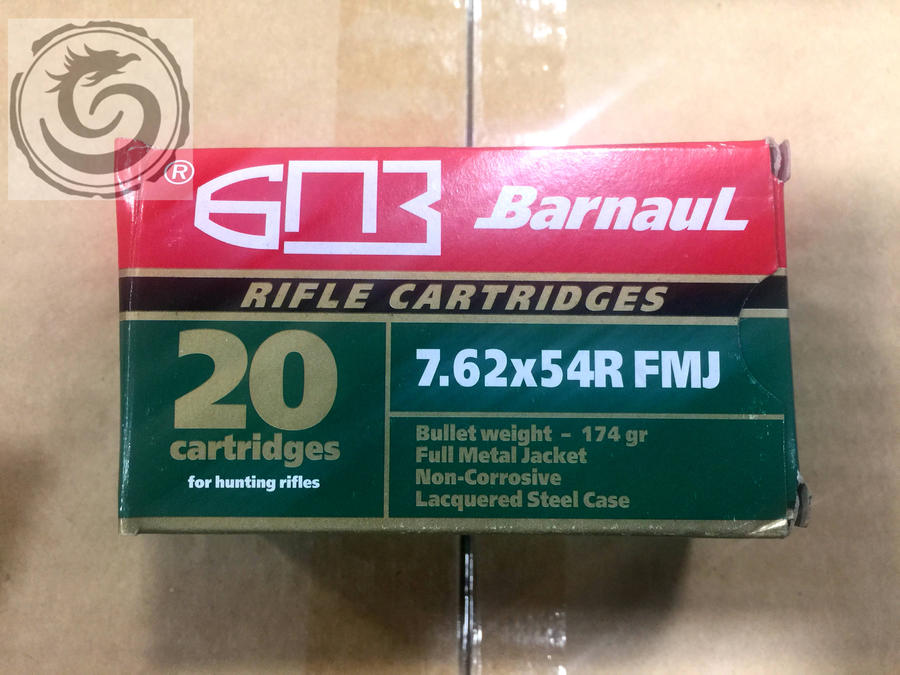 ®
БПЗ BarnauL
RIFLE CARTRIDGES
20
cartridges
for hunting rifles
7.62x54R FMJ
Bullet weight – 174 gr
Full Metal Jacket
Non-Corrosive
Lacquered Steel Case